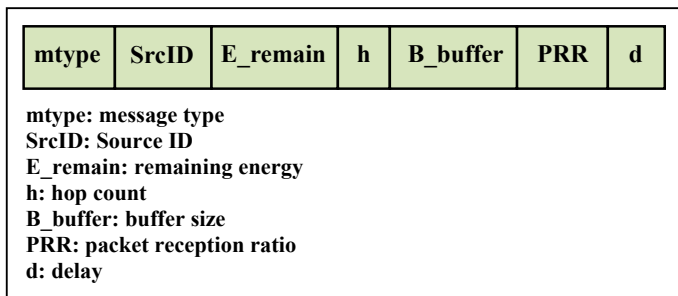 mtype SrcID E_remain h B_buffer PRR d
mtype: message type
SrcID: Source ID
E_remain: remaining energy
h: hop count
B_buffer: buffer size
PRR: packet reception ratio
d: delay